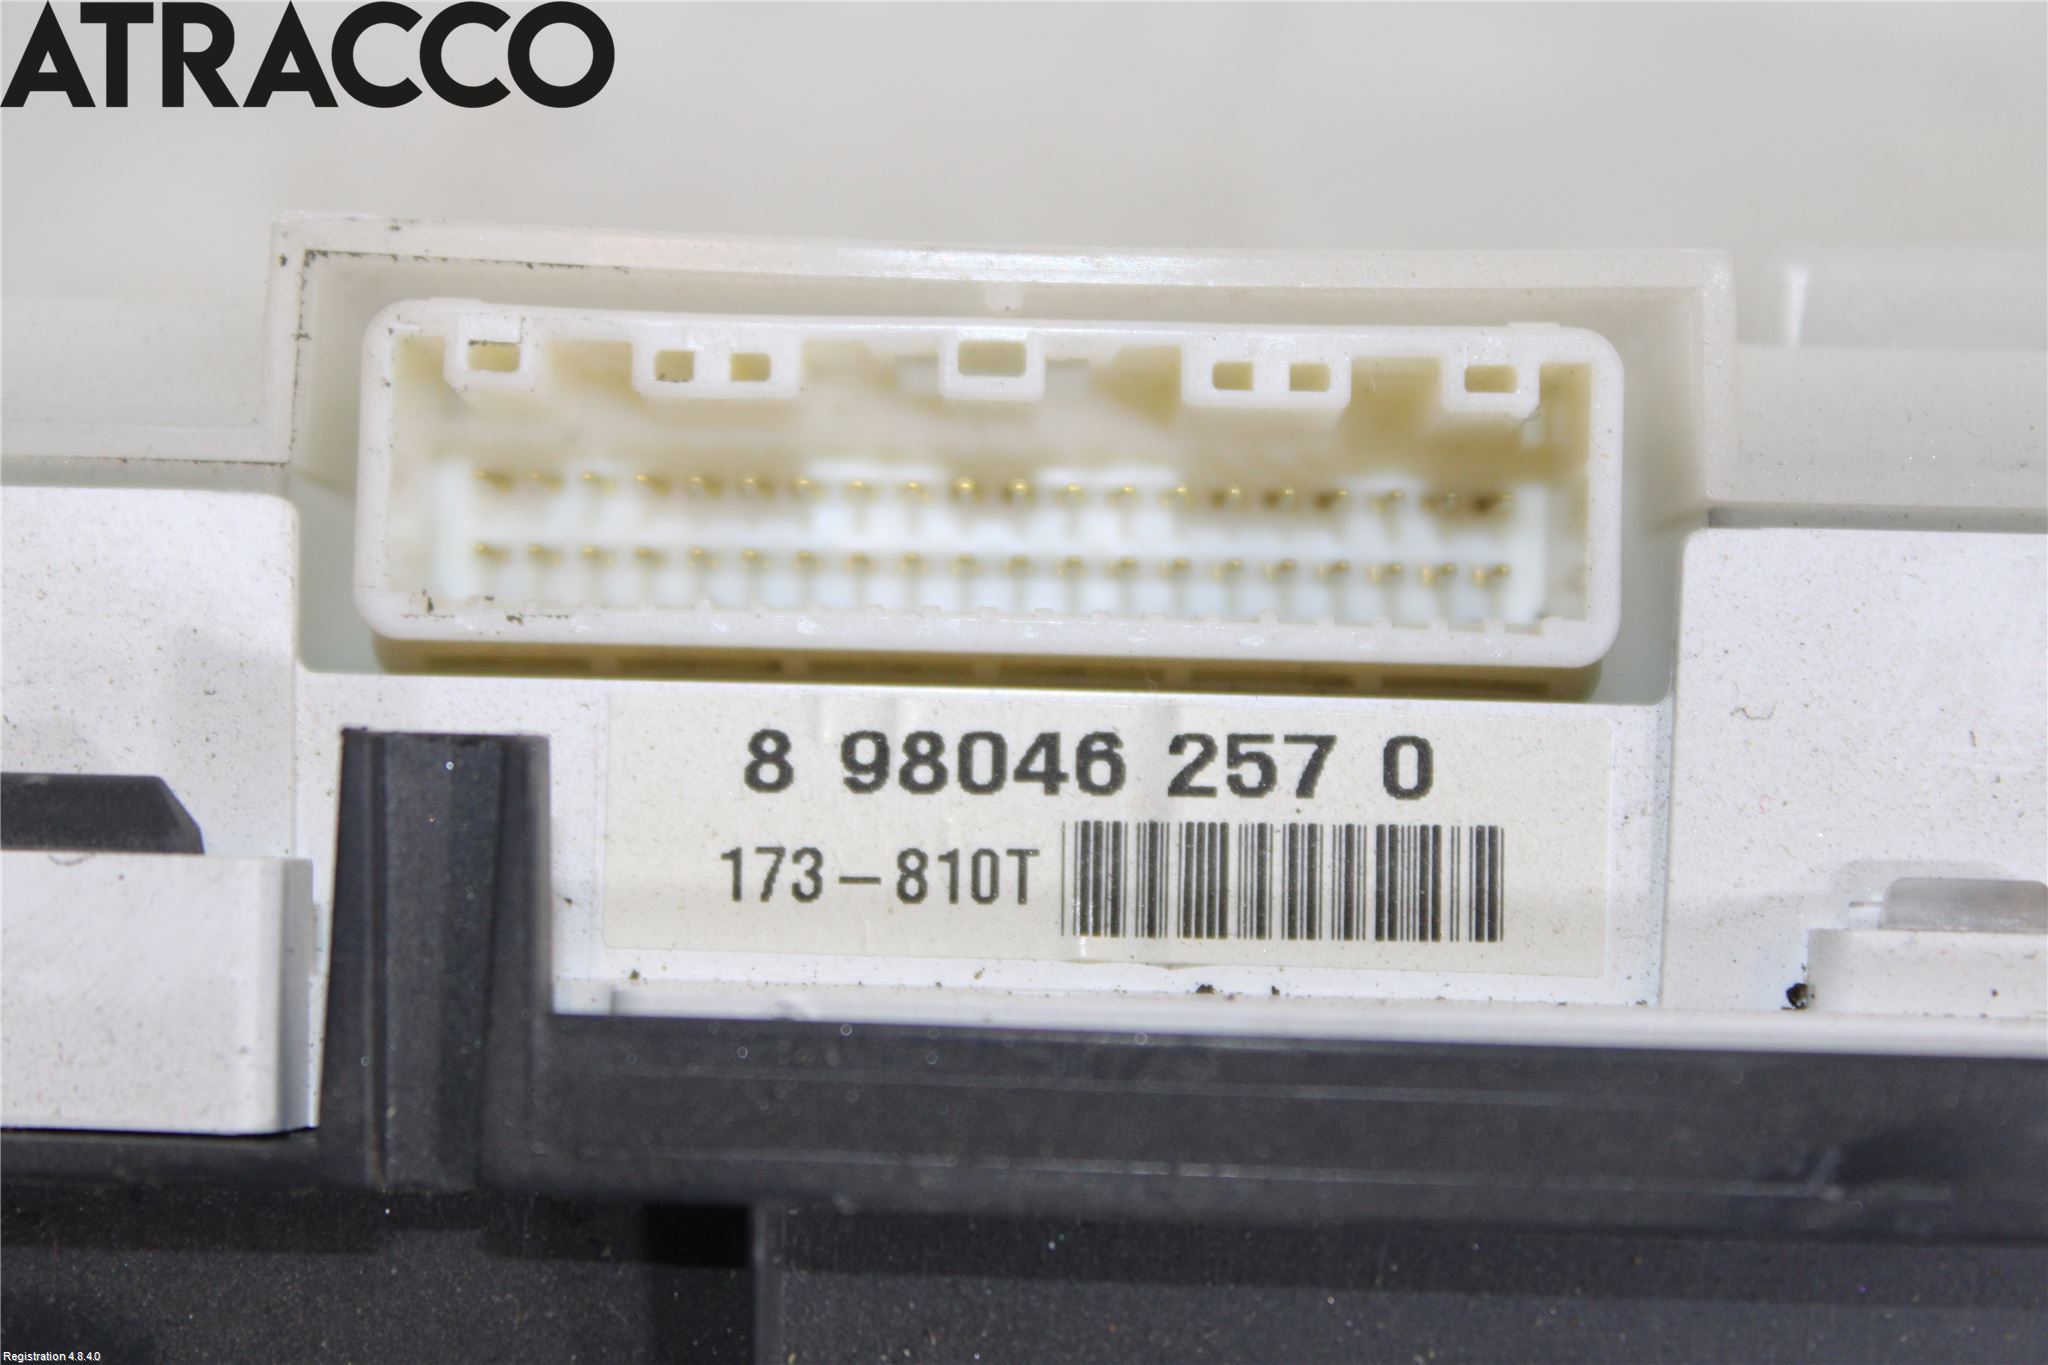 ATRACCO
8 98046 257 0
173-810T
Registration 4.8.4.0